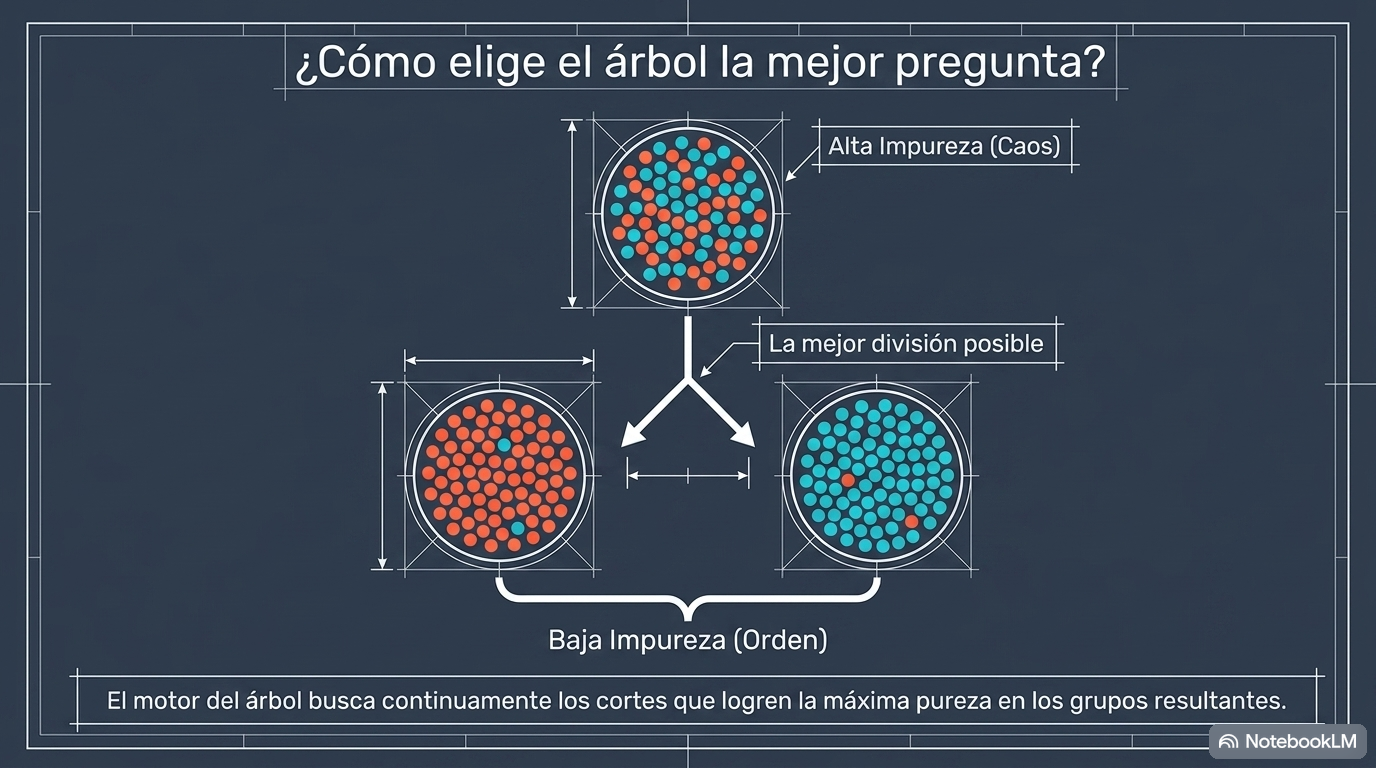 ¿Cómo elige el árbol la mejor pregunta?
Alta Impureza (Caos)
La mejor división posible
Baja Impureza (Orden)
El motor del árbol busca continuamente los cortes que logren la máxima pureza en los grupos resultantes.
NotebookLM